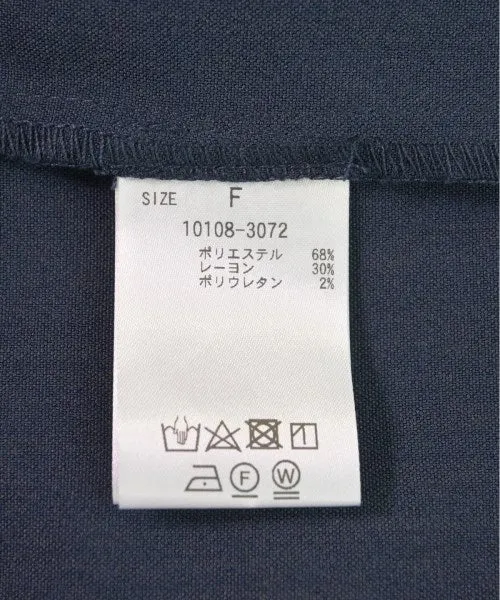 SIZE F
10108-3072
ポリエステル 68%
レーヨン 30%
ポリウレタン 2%
F W